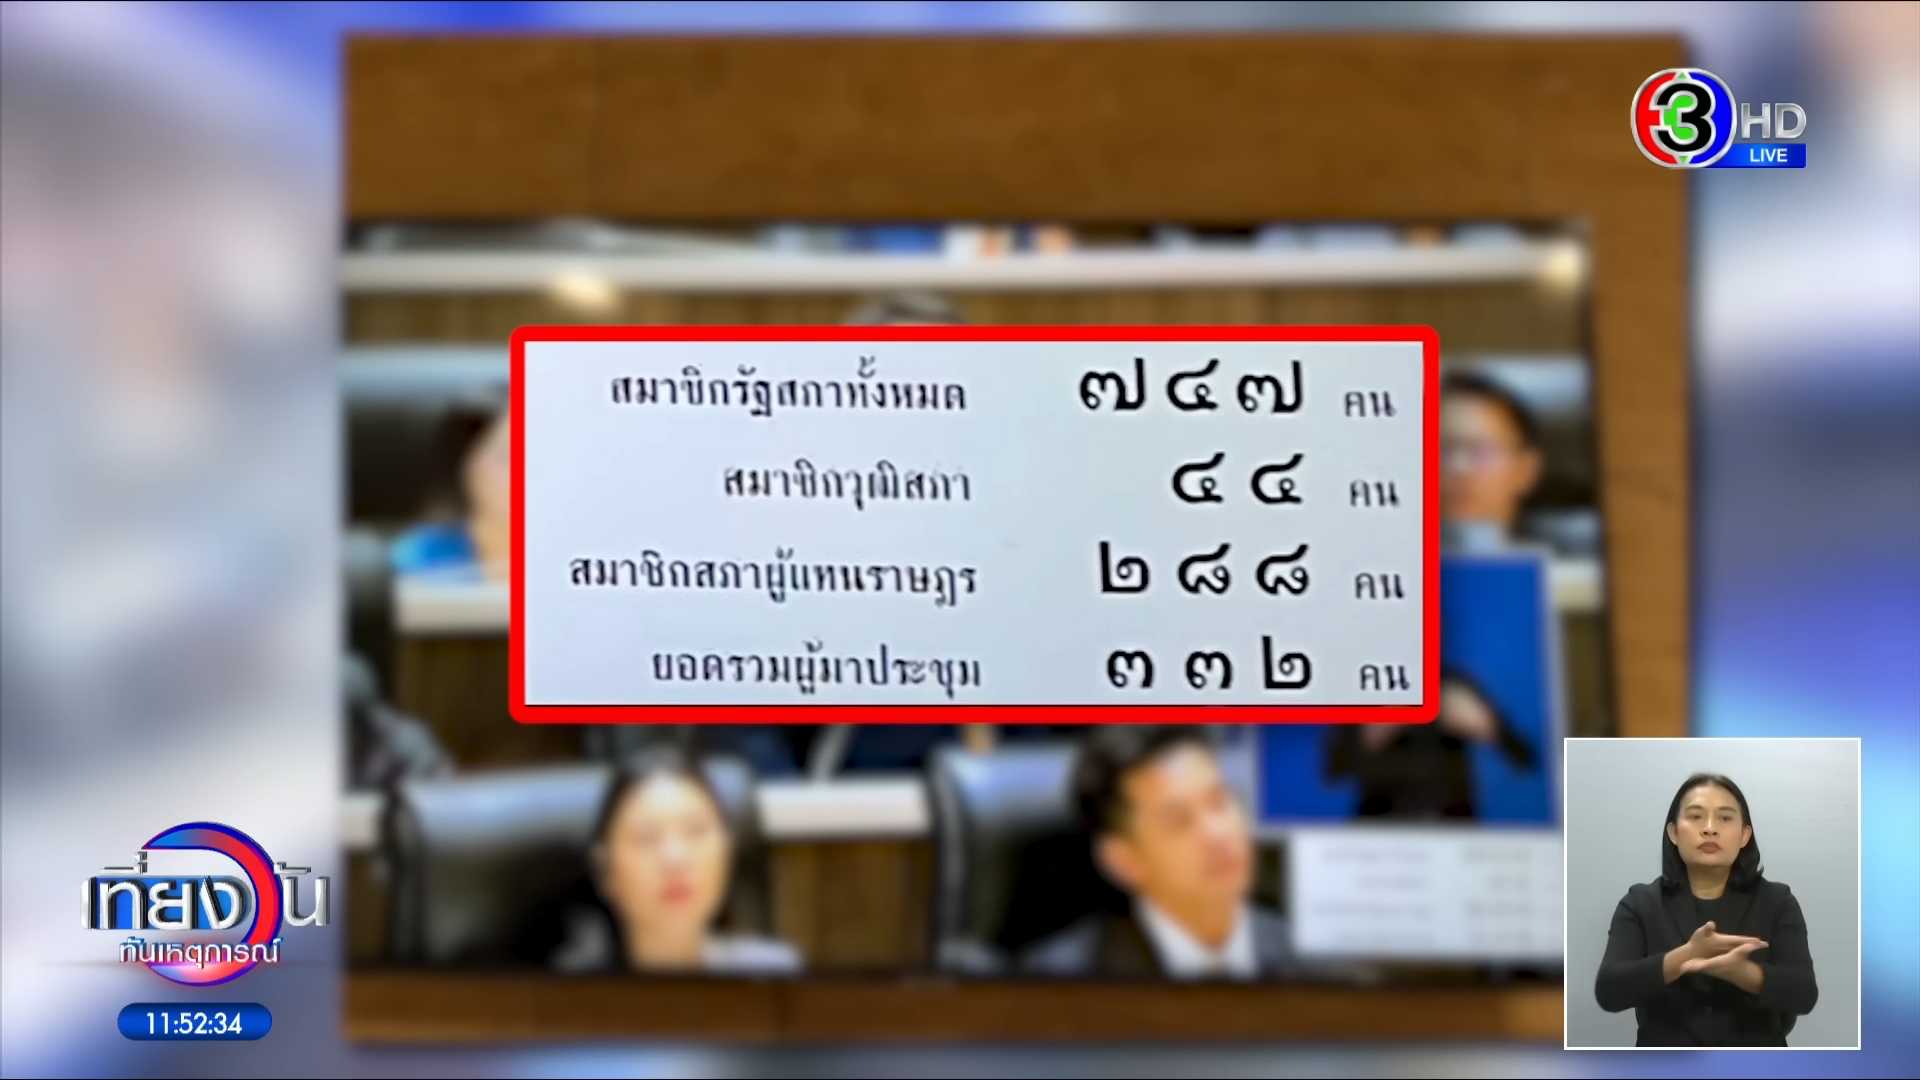 3 HD
LIVE
สมาชิกรัฐสภาทั้งหมด ๗๔๗ คน
สมาชิกวุฒิสภา ๔๔ คน
สมาชิกสภาผู้แทนราษฎร ๒๘๘ คน
ยอดรวมผู้มาประชุม ๓๓๒ คน
เที่ยงวัน
ทันเหตุการณ์
11:52:34